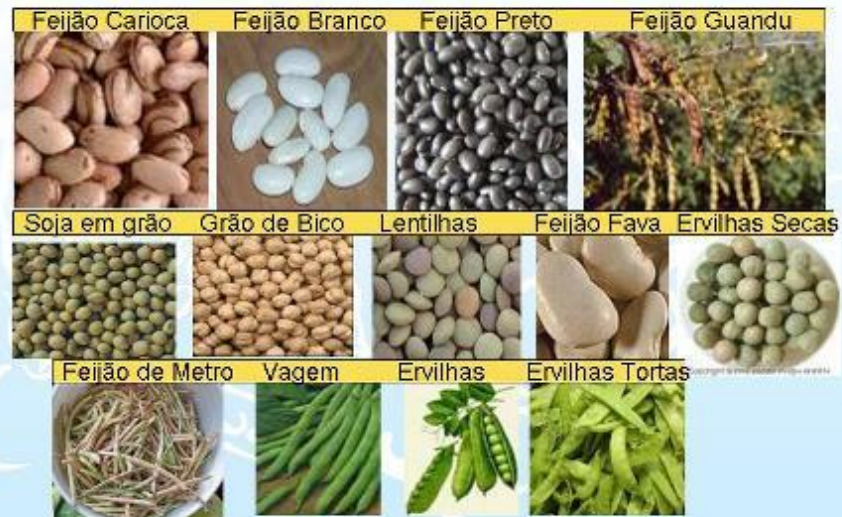 Feijão Carioca Feijão Branco Feijão Preto Feijão Guandu
Soja em grão Grão de Bico Lentilhas Feijão Fava Ervilhas Secas
Feijão de Metro Vagem Ervilhas Ervilhas Tortas